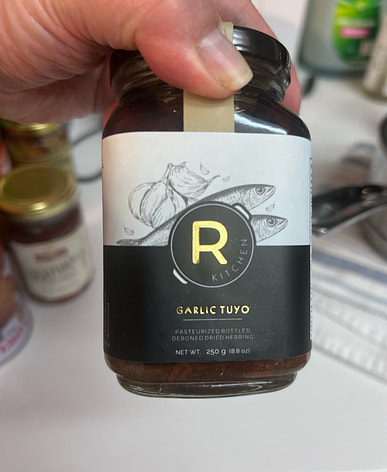 R
KITCHEN
GARLIC TUYO
PASTEURIZED BOTTLED
DEBONED DRIED HERRING
NET WT. 250 g (8.8 oz)